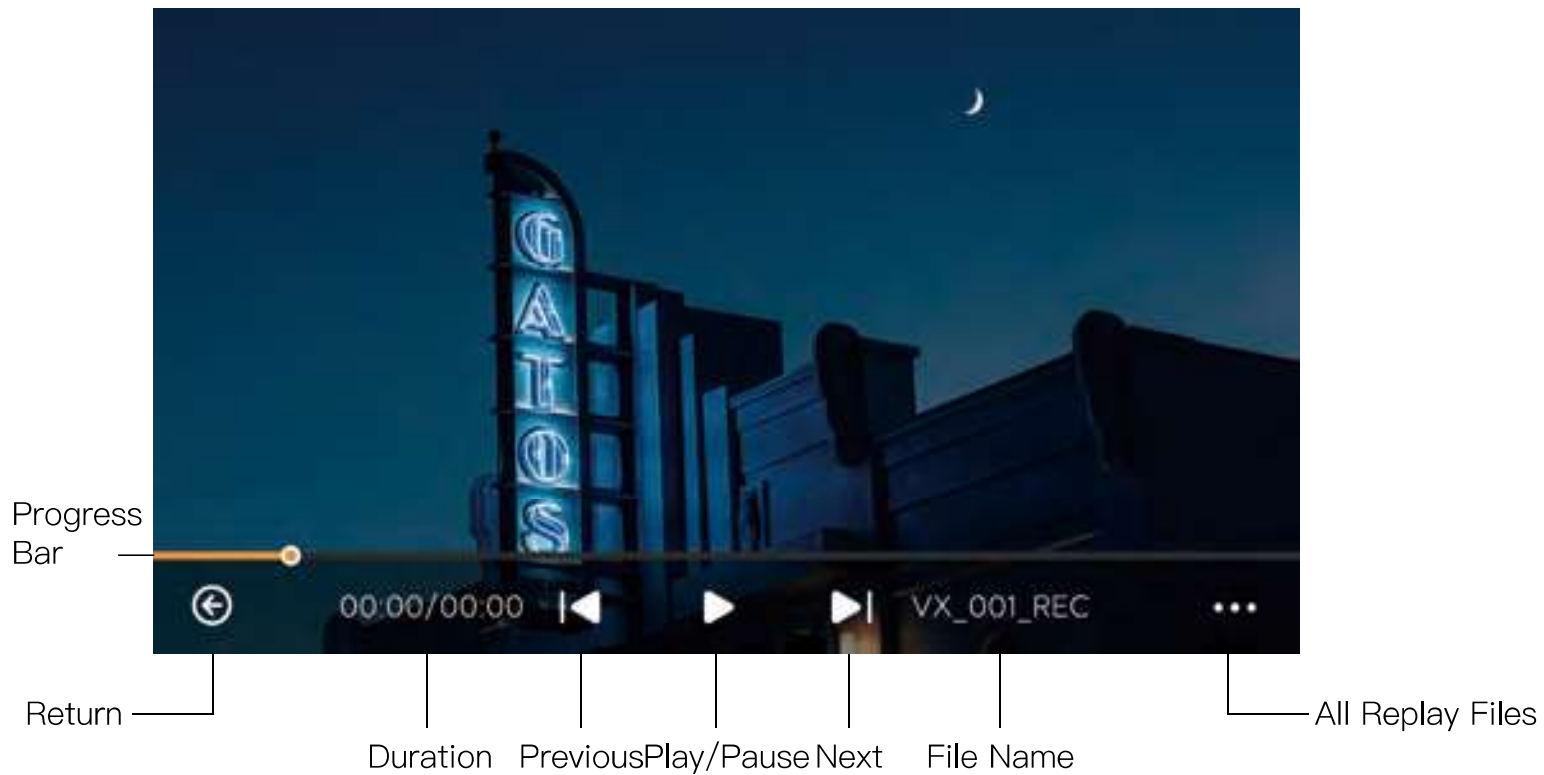 GATOS
Progress
Bar
00:00/00:00 VX_001_REC
Return
All Replay Files
Duration Previous Play/Pause Next File Name